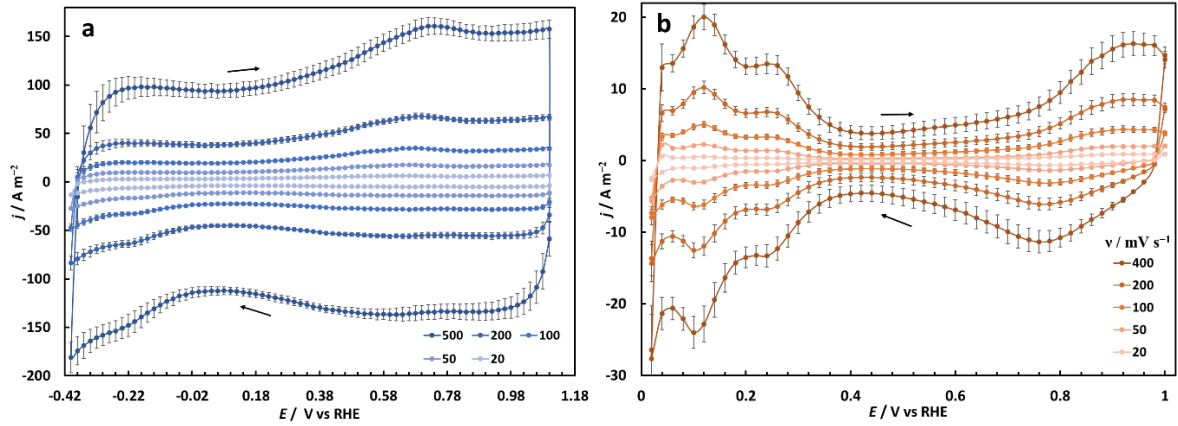 a
150
100
50
0
-50
-100
-150
-200
j / A m⁻²
-0.42 -0.22 -0.02 0.18 0.38 0.58 0.78 0.98 1.18
E / V vs RHE
500 200 100
50 20
b
20
10
0
-10
-20
-30
j / A m⁻²
0 0.2 0.4 0.6 0.8 1
E / V vs RHE
ν / mV s⁻¹
400
200
100
50
20